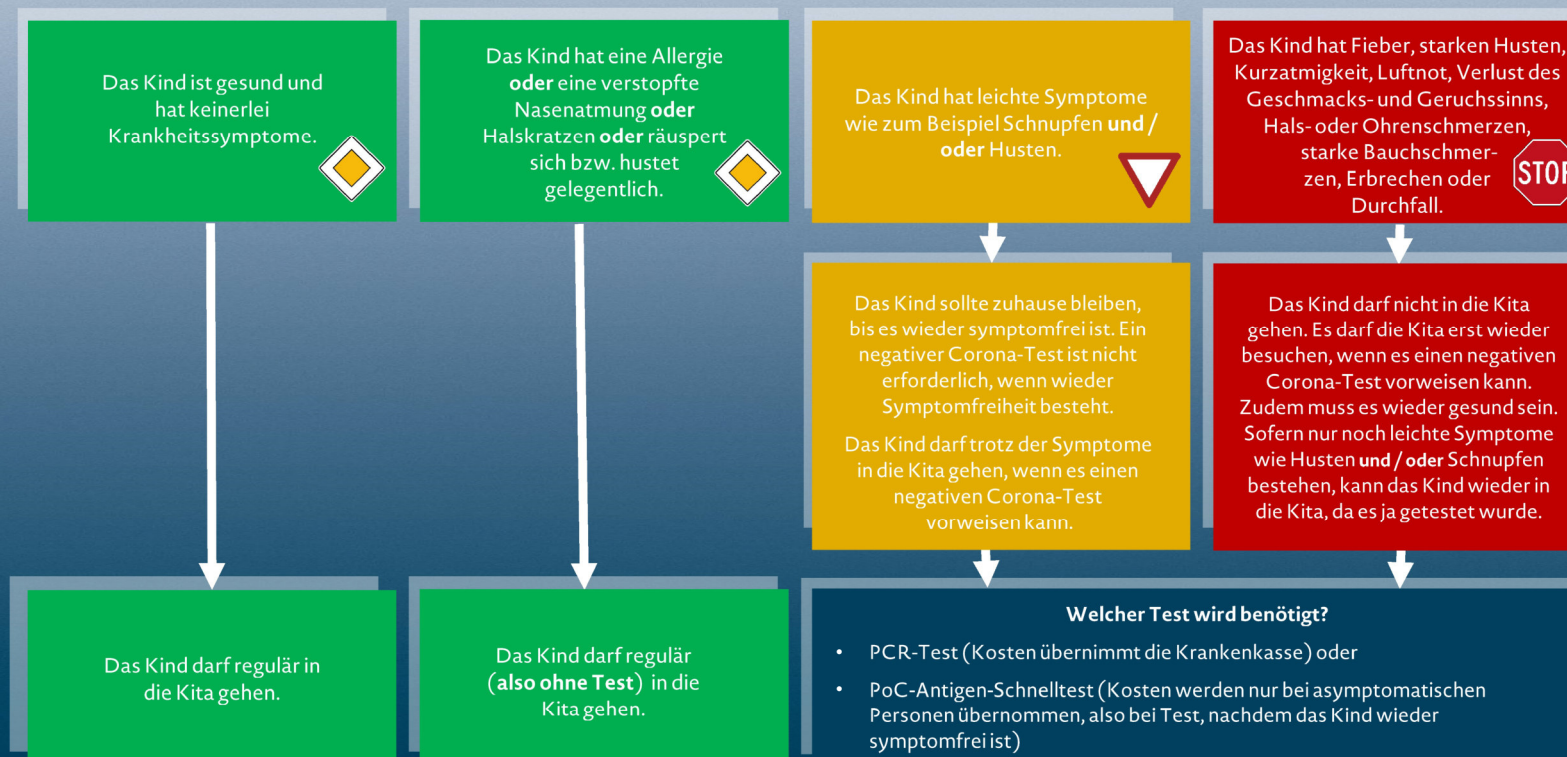 Das Kind ist gesund und
hat keinerlei
Krankheitssymptome.
Das Kind hat eine Allergie
oder eine verstopfte
Nasenatmung oder
Halskratzen oder räuspert
sich bzw. hustet
gelegentlich.
Das Kind hat leichte Symptome
wie zum Beispiel Schnupfen und /
oder Husten.
Das Kind hat Fieber, starken Husten,
Kurzatmigkeit, Luftnot, Verlust des
Geschmacks- und Geruchssinns,
Hals- oder Ohrenschmerzen,
starke Bauchschmer-
zen, Erbrechen oder
Durchfall.
STOP
Das Kind sollte zuhause bleiben,
bis es wieder symptomfrei ist. Ein
negativer Corona-Test ist nicht
erforderlich, wenn wieder
Symptomfreiheit besteht.
Das Kind darf trotz der Symptome
in die Kita gehen, wenn es einen
negativen Corona-Test
vorweisen kann.
Das Kind darf nicht in die Kita
gehen. Es darf die Kita erst wieder
besuchen, wenn es einen negativen
Corona-Test vorweisen kann.
Zudem muss es wieder gesund sein.
Sofern nur noch leichte Symptome
wie Husten und / oder Schnupfen
bestehen, kann das Kind wieder in
die Kita, da es ja getestet wurde.
Das Kind darf regulär in
die Kita gehen.
Das Kind darf regulär
(also ohne Test) in die
Kita gehen.
Welcher Test wird benötigt?
• PCR-Test (Kosten übernimmt die Krankenkasse) oder
• PoC-Antigen-Schnelltest (Kosten werden nur bei asymptomatischen
Personen übernommen, also bei Test, nachdem das Kind wieder
symptomfrei ist)